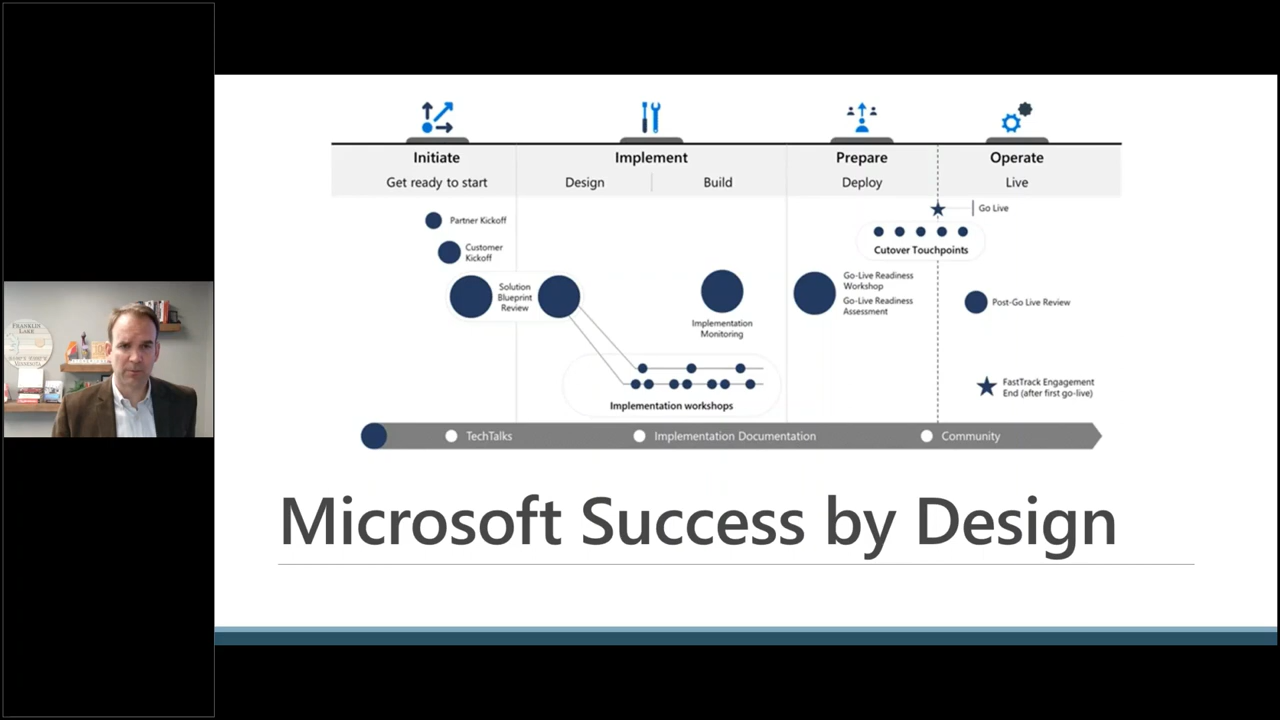 Initiate
Implement
Prepare
Operate
Get ready to start
Design
Build
Deploy
Live
Partner Kickoff
Customer
Kickoff
Solution
Blueprint
Review
Implementation
Monitoring
Implementation workshops
Go Live
Cutover Touchpoints
Go-Live Readiness
Workshop
Go-Live Readiness
Assessment
Post-Go Live Review
FastTrack Engagement
End (after first go-live)
TechTalks
Implementation Documentation
Community
Microsoft Success by Design
FRANKLIN
LAKE